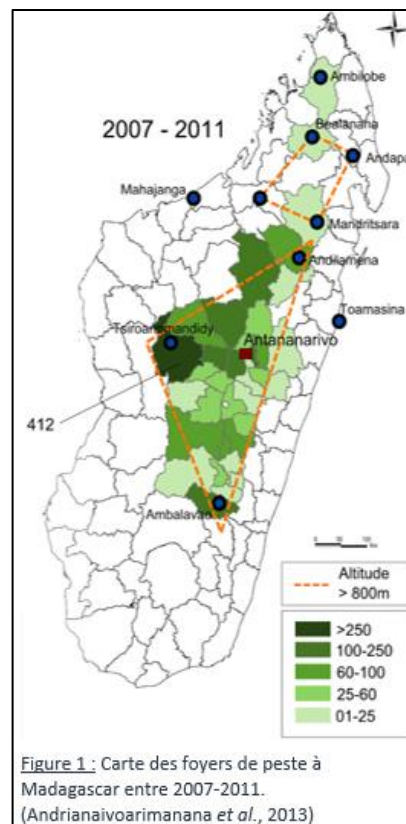 2007 - 2011
Ambilobe
Bealanana
Andapa
Mahajanga
Mandritsara
Andilamena
Toamasina
Tsiroanomandidy
Antananarivo
412
Ambalavao
Altitude
> 800m
>250
100-250
60-100
25-60
01-25
Figure 1 : Carte des foyers de peste à
Madagascar entre 2007-2011.
(Andrianaivoarimanana et al., 2013)